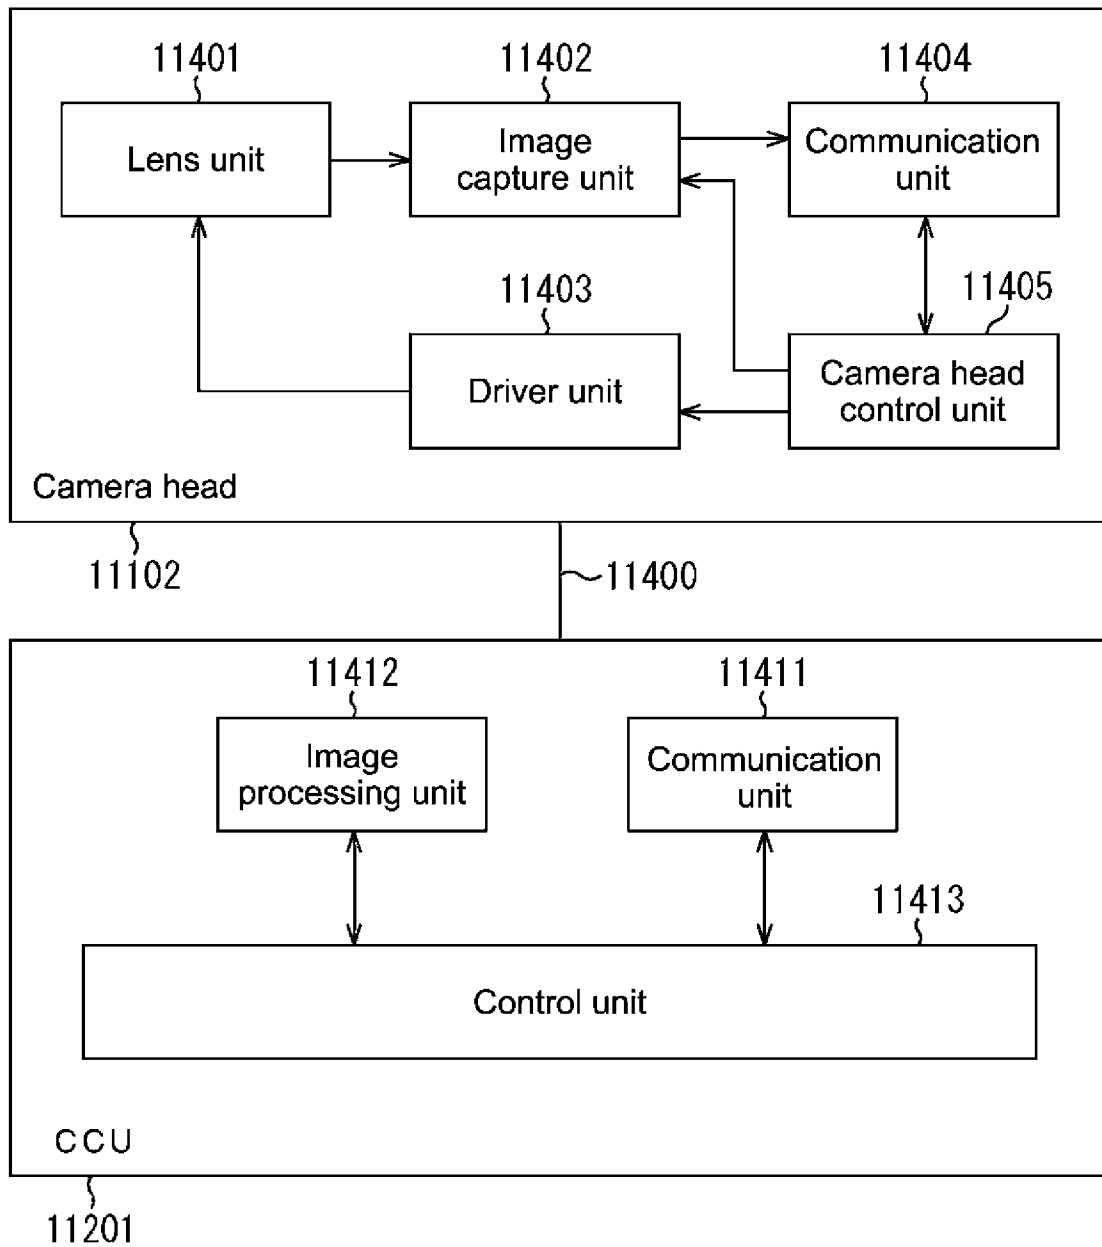 11401
11402
11404
Lens unit
Image
capture unit
Communication
unit
11403
11405
Driver unit
Camera head
control unit
Camera head
11102
11400
11412
11411
Image
processing unit
Communication
unit
11413
Control unit
CCU
11201